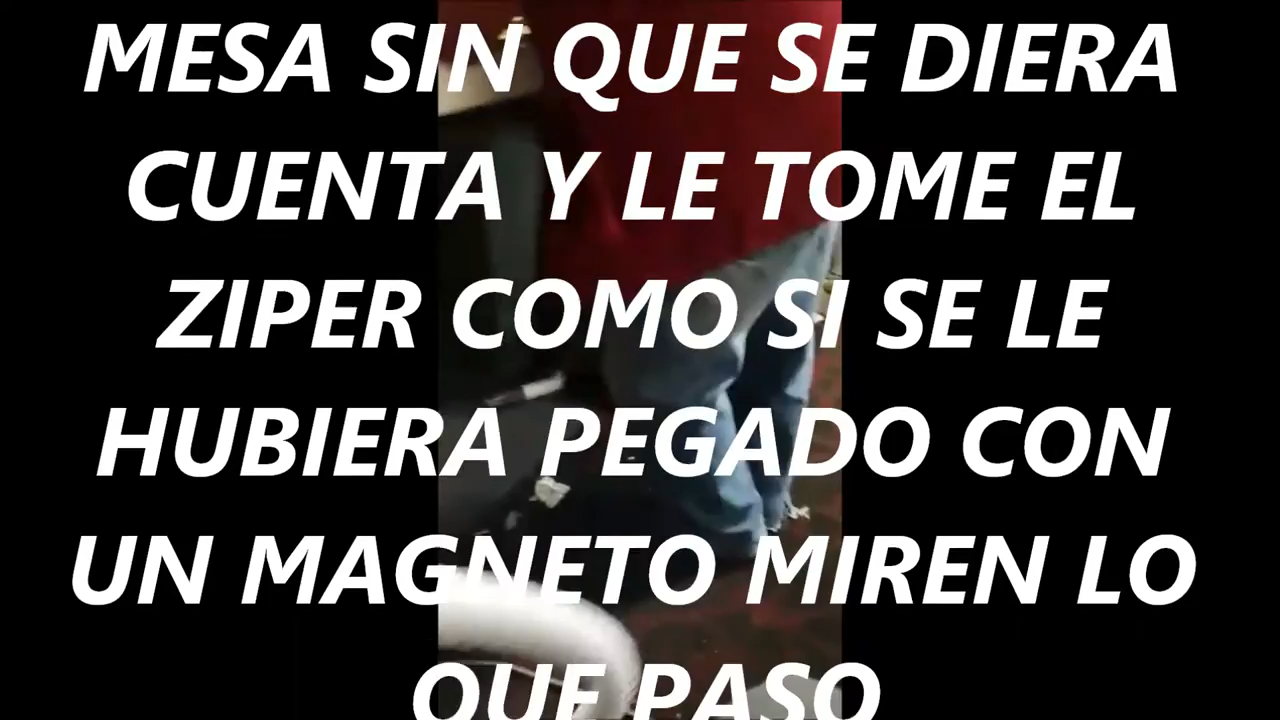 MESA SIN QUE SE DIERA
CUENTA Y LE TOME EL
ZIPER COMO SI SE LE
HUBIERA PEGADO CON
UN MAGNETO MIREN LO
QUE PASO